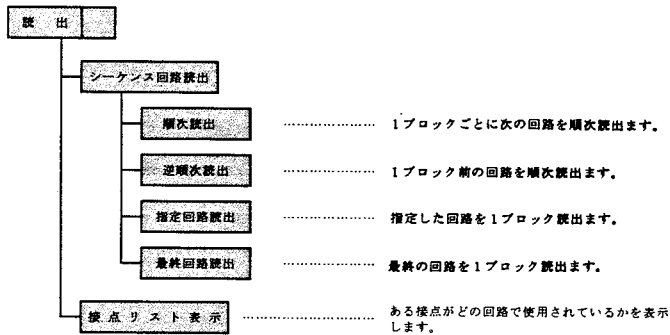 読 出
シーケンス回路読出
順次読出 ………………… 1ブロックごとに次の回路を順次読出ます。
逆順次読出 ………………… 1ブロック前の回路を順次読出ます。
指定回路読出 ………………… 指定した回路を1ブロック読出ます。
最終回路読出 ………………… 最終の回路を1ブロック読出ます。
接点リスト表示 ………………… ある接点がどの回路で使用されているかを表示
します。